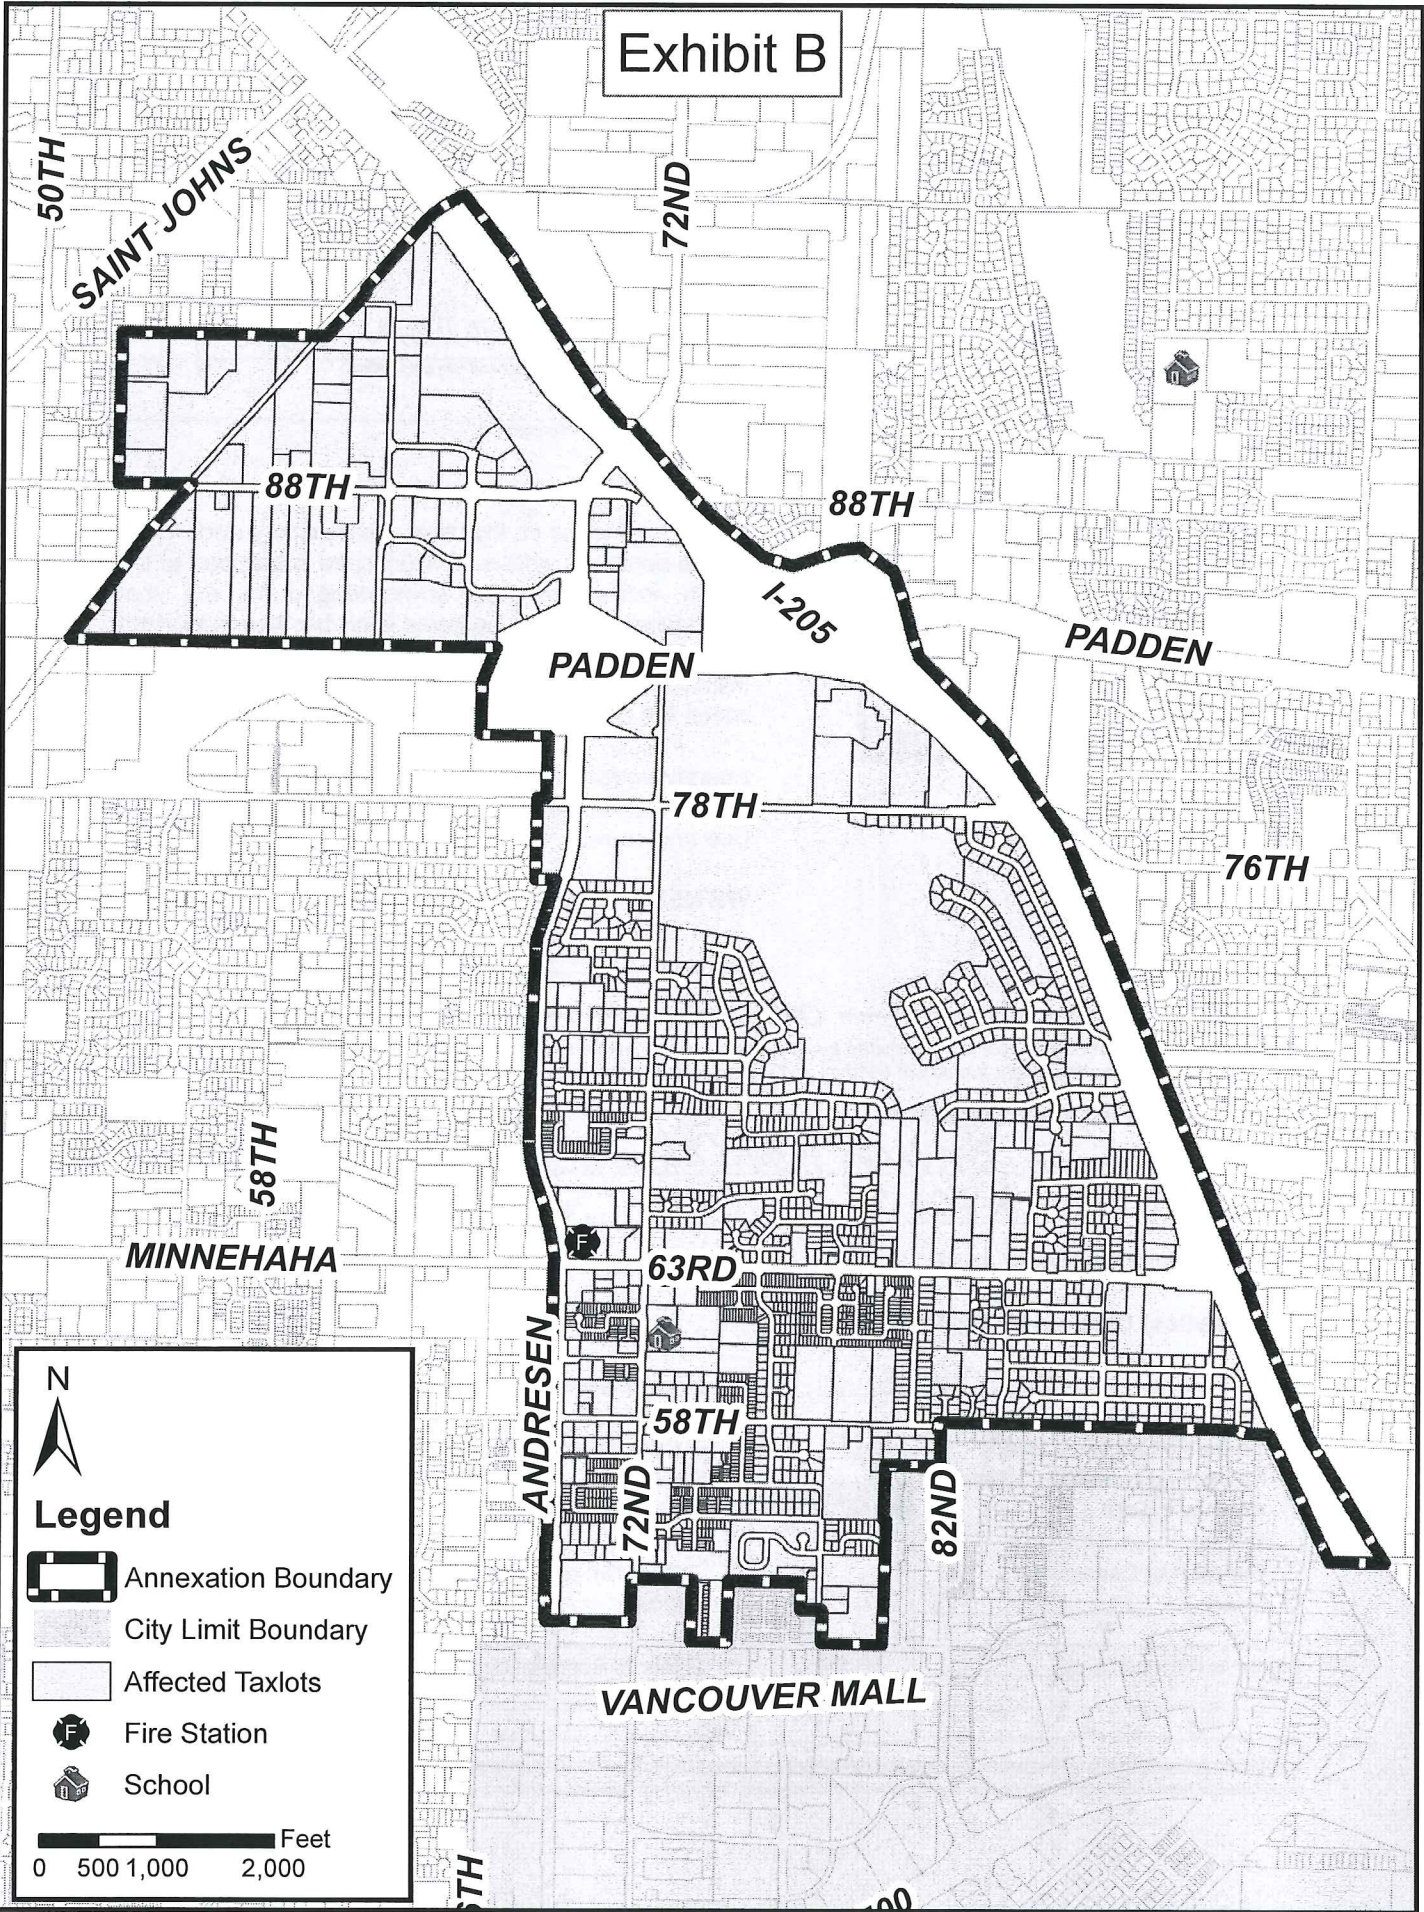 Exhibit B
50TH
SAINT JOHNS
72ND
88TH
88TH
I-205
PADDEN
PADDEN
78TH
76TH
58TH
MINNEHAHA
F
63RD
ANDRESEN
58TH
72ND
82ND
VANCOUVER MALL
N
Legend
Annexation Boundary
City Limit Boundary
Affected Taxlots
F Fire Station
School
Feet
0 500 1,000 2,000